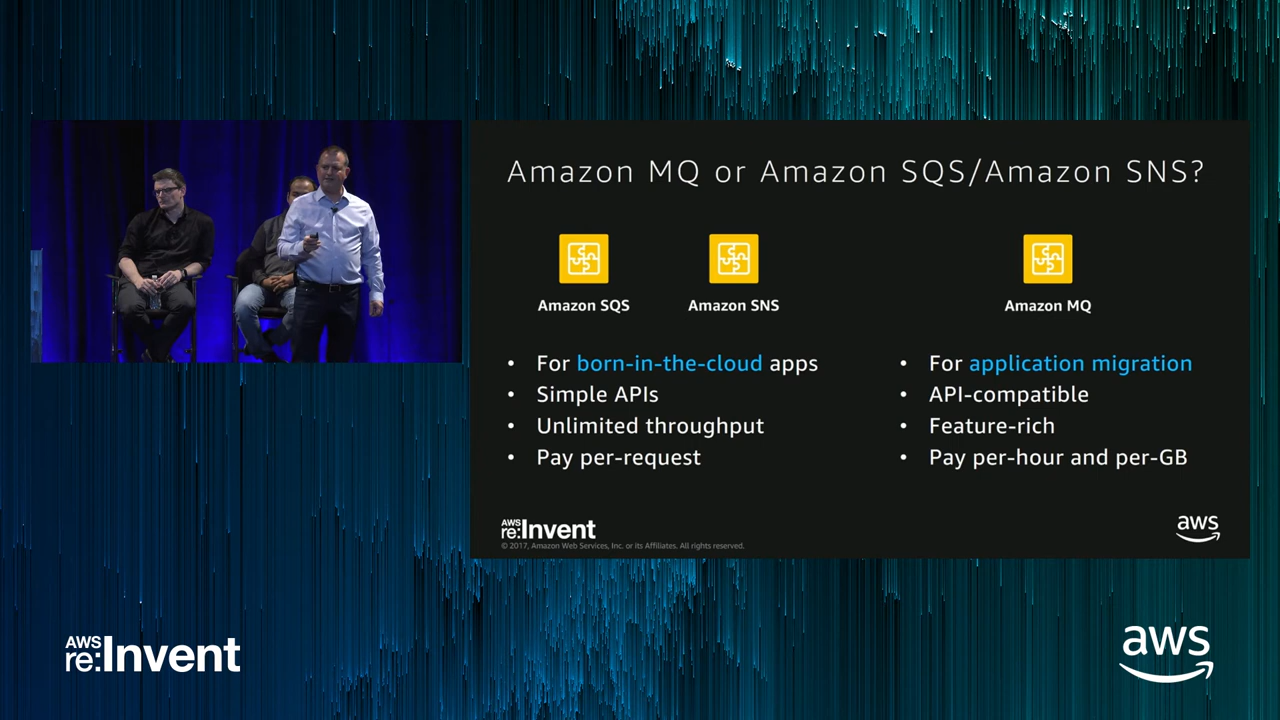 Amazon MQ or Amazon SQS/Amazon SNS?
Amazon SQS
Amazon SNS
Amazon MQ
• For born-in-the-cloud apps
• Simple APIs
• Unlimited throughput
• Pay per-request
• For application migration
• API-compatible
• Feature-rich
• Pay per-hour and per-GB
AWS
re:Invent
© 2017, Amazon Web Services, Inc. or its Affiliates. All rights reserved.
aws
AWS
re:Invent
aws